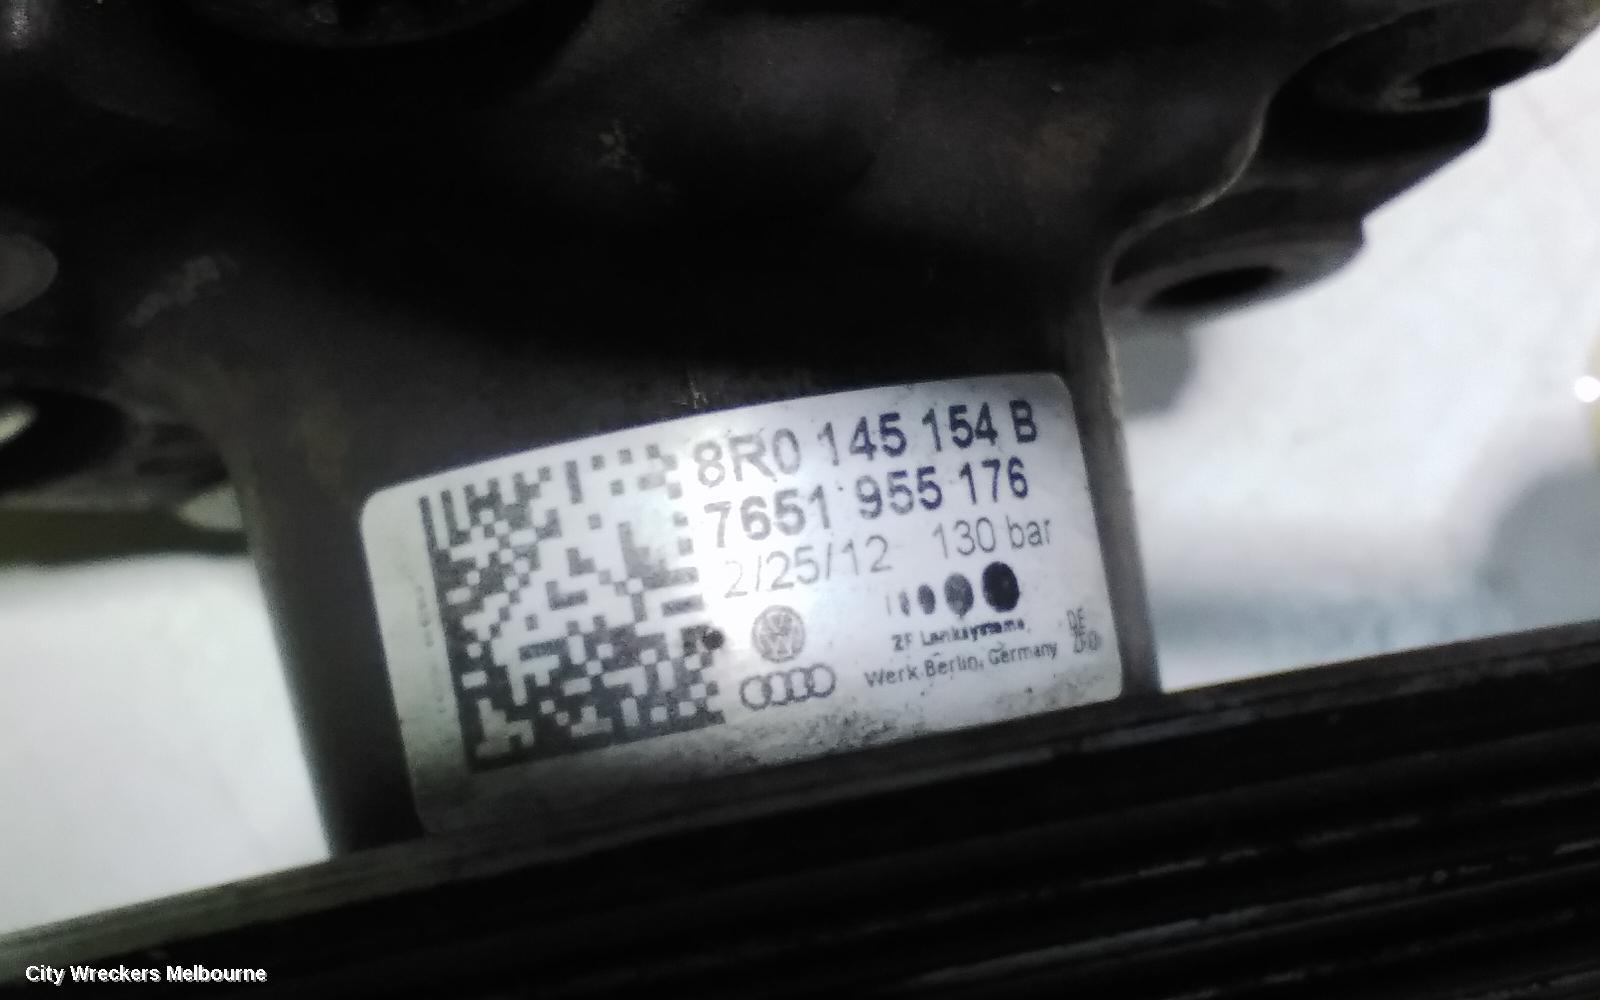 8R0 145 154 B
7651 955 176
2/25/12 130 bar
ZF Lenksysteme
Werk Berlin, Germany
City Wreckers Melbourne